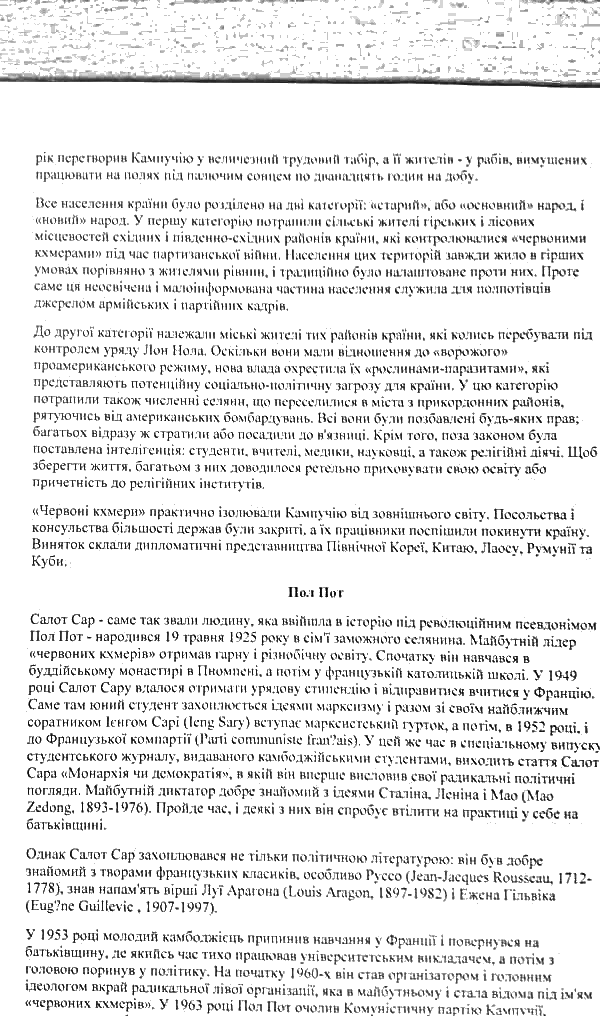 рік перетворив Кампучію у величезний трудовий табір, а її жителів - у рабів, вимушених
працювати на полях під палючим сонцем по дванадцять годин на добу.
Все населення країни було розділено на дві категорії: «старий», або «основний» народ, і
«новий» народ. У першу категорію потрапили сільські жителі гірських і лісових
місцевостей східних і південно-східних районів країни, які контролювалися «червоними
кхмерами» під час партизанської війни. Населення цих територій завжди жило в гірших
умовах порівняно з жителями рівнин, і традиційно було налаштоване проти них. Проте
саме ця неосвічена і малоінформована частина населення служила для полпотівців
джерелом армійських і партійних кадрів.
До другої категорії належали міські жителі тих районів країни, які колись перебували під
контролем уряду Лон Нола. Оскільки вони мали відношення до «ворожого»
проамериканського режиму, нова влада охрестила їх «рослинами-паразитами», які
представляють потенційну соціально-політичну загрозу для країни. У цю категорію
потрапили також численні селяни, що переселилися в міста з прикордонних районів,
рятуючись від американських бомбардувань. Всі вони були позбавлені будь-яких прав;
багатьох відразу ж стратили або посадили до в'язниці. Крім того, поза законом була
поставлена інтелігенція: студенти, вчителі, медики, науковці, а також релігійні діячі. Щоб
зберегти життя, багатьом з них доводилося ретельно приховувати свою освіту або
причетність до релігійних інститутів.
«Червоні кхмери» практично ізолювали Кампучію від зовнішнього світу. Посольства і
консульства більшості держав були закриті, а їх працівники поспішили покинути країну.
Виняток склали дипломатичні представництва Північної Кореї, Китаю, Лаосу, Румунії та
Куби.
Пол Пот
Салот Сар - саме так звали людину, яка ввійшла в історію під революційним псевдонімом
Пол Пот - народився 19 травня 1925 року в сім'ї заможного селянина. Майбутній лідер
«червоних кхмерів» отримав гарну і різнобічну освіту. Спочатку він навчався в
буддійському монастирі в Пномпені, а потім у французькій католицькій школі. У 1949
році Салот Сару вдалося отримати урядову стипендію і відправитися вчитися у Францію.
Саме там юний студент захоплюється ідеями марксизму і разом зі своїм найближчим
соратником Ієнгом Сарі (Ieng Sary) вступає марксистський гурток, а потім, в 1952 році, і
до Французької компартії (Parti communiste fran?ais). У цей же час в спеціальному випуску
студентського журналу, видаваного камбоджійськими студентами, виходить стаття Салот
Сара «Монархія чи демократія», в якій він вперше висловив свої радикальні політичні
погляди. Майбутній диктатор добре знайомий з ідеями Сталіна, Леніна і Мао (Mao
Zedong, 1893-1976). Пройде час, і деякі з них він спробує втілити на практиці у себе на
батьківщині.
Однак Салот Сар захоплювався не тільки політичною літературою: він був добре
знайомий з творами французьких класиків, особливо Руссо (Jean-Jacques Rousseau, 1712-
1778), знав напам'ять вірші Луї Арагона (Louis Aragon, 1897-1982) і Ежена Гільвіка
(Eug?ne Guillevic , 1907-1997).
У 1953 році молодий камбоджієць припинив навчання у Франції і повернувся на
батьківщину, де якийсь час тихо працював університетським викладачем, а потім з
головою поринув у політику. На початку 1960-х він став організатором і головним
ідеологом вкрай радикальної лівої організації, яка в майбутньому і стала відома під ім'ям
«червоних кхмерів». У 1963 році Пол Пот очолив Комуністичну партію Кампучії,